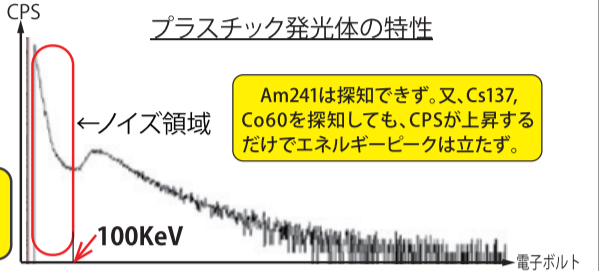 CPS
プラスチック発光体の特性
Am241は探知できず。又、Cs137,
Co60を探知しても、CPSが上昇する
だけでエネルギーピークは立たず。
←ノイズ領域
100KeV
電子ボルト